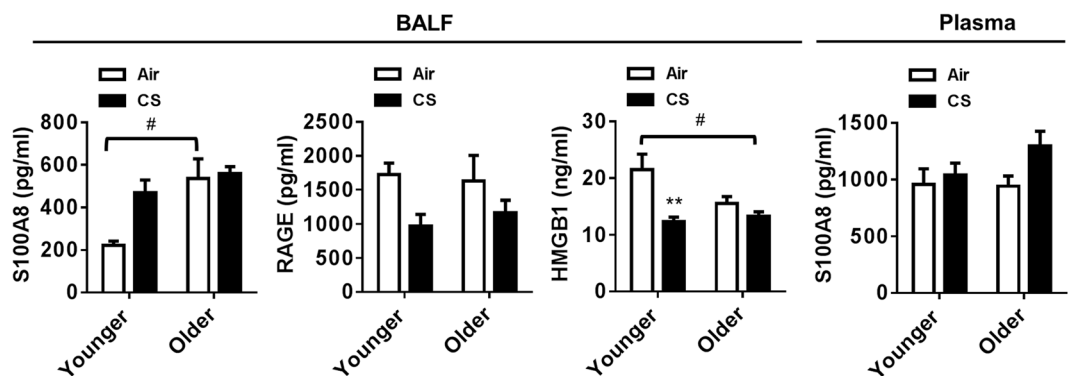 BALF
Plasma
Air
CS
S100A8 (pg/ml)
800
600
400
200
0
#
Younger
Older
Air
CS
RAGE (pg/ml)
2500
2000
1500
1000
500
0
Younger
Older
Air
CS
HMGB1 (ng/ml)
30
20
10
0
#
**
Younger
Older
Air
CS
S100A8 (pg/ml)
1500
1000
500
0
Younger
Older